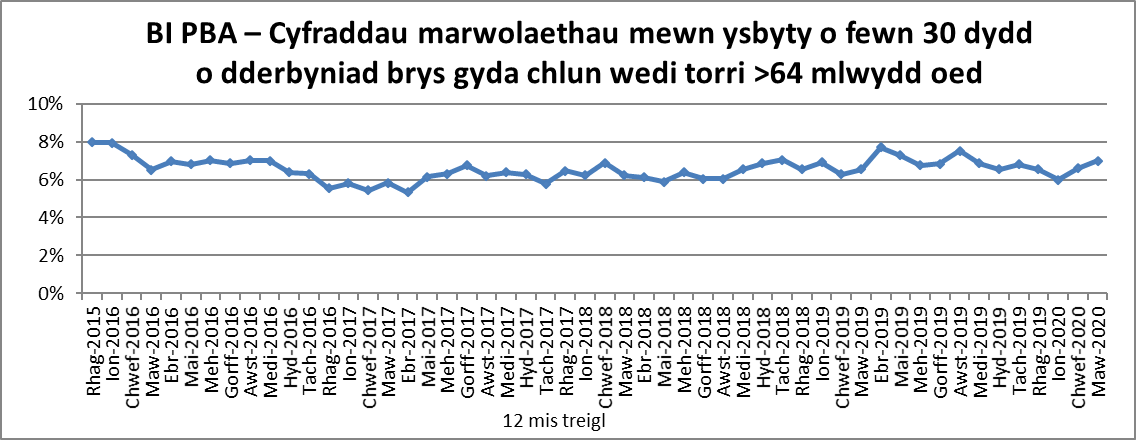 BI PBA – Cyfraddau marwolaethau mewn ysbyty o fewn 30 dydd
o dderbyniad brys gyda chlun wedi torri >64 mlwydd oed
10%
8%
6%
4%
2%
0%
Rhag-2015
Ion-2016
Chwef-2016
Maw-2016
Ebr-2016
Mai-2016
Meh-2016
Gorff-2016
Awst-2016
Medi-2016
Hyd-2016
Tach-2016
Rhag-2016
Ion-2017
Chwef-2017
Maw-2017
Ebr-2017
Mai-2017
Meh-2017
Gorff-2017
Awst-2017
Medi-2017
Hyd-2017
Tach-2017
Rhag-2017
Ion-2018
Chwef-2018
Maw-2018
Ebr-2018
Mai-2018
Meh-2018
Gorff-2018
Awst-2018
Medi-2018
Hyd-2018
Tach-2018
Rhag-2018
Ion-2019
Chwef-2019
Maw-2019
Ebr-2019
Mai-2019
Meh-2019
Gorff-2019
Awst-2019
Medi-2019
Hyd-2019
Tach-2019
Rhag-2019
Ion-2020
Chwef-2020
Maw-2020
12 mis treigl